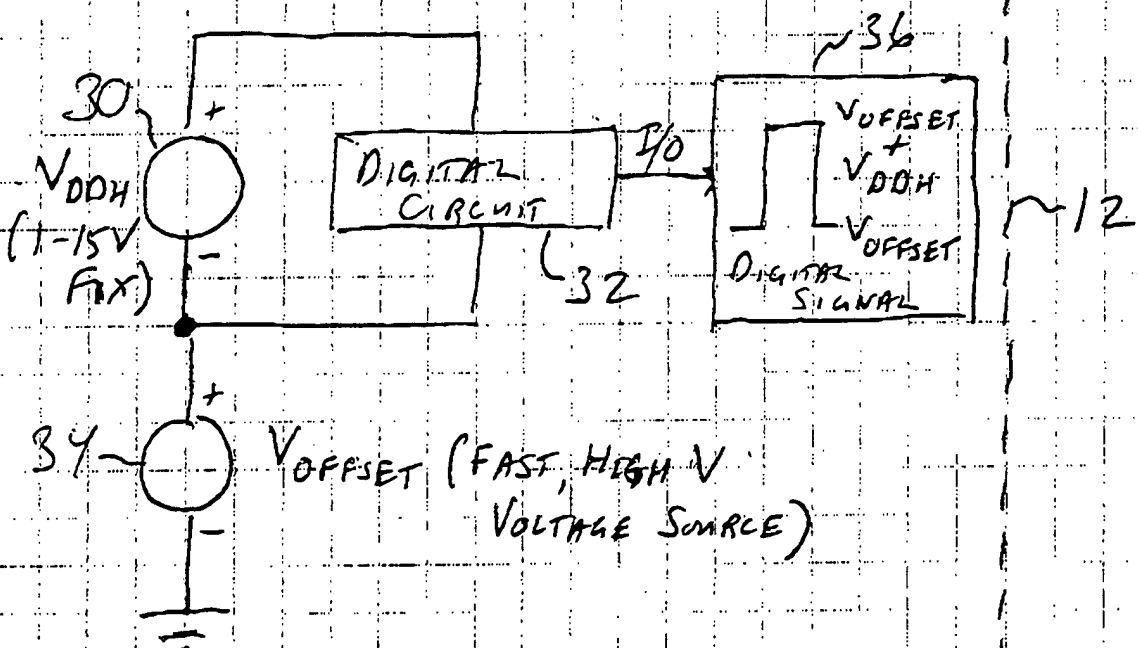 36
30
+
VDDH
(1-15V
FIX)
-
DIGITAL
CIRCUIT
32
I/O
VOFFSET
+
VDDH
VOFFSET
DIGITAL
SIGNAL
12
+
34
-
VOFFSET (FAST, HIGH V
VOLTAGE SOURCE)